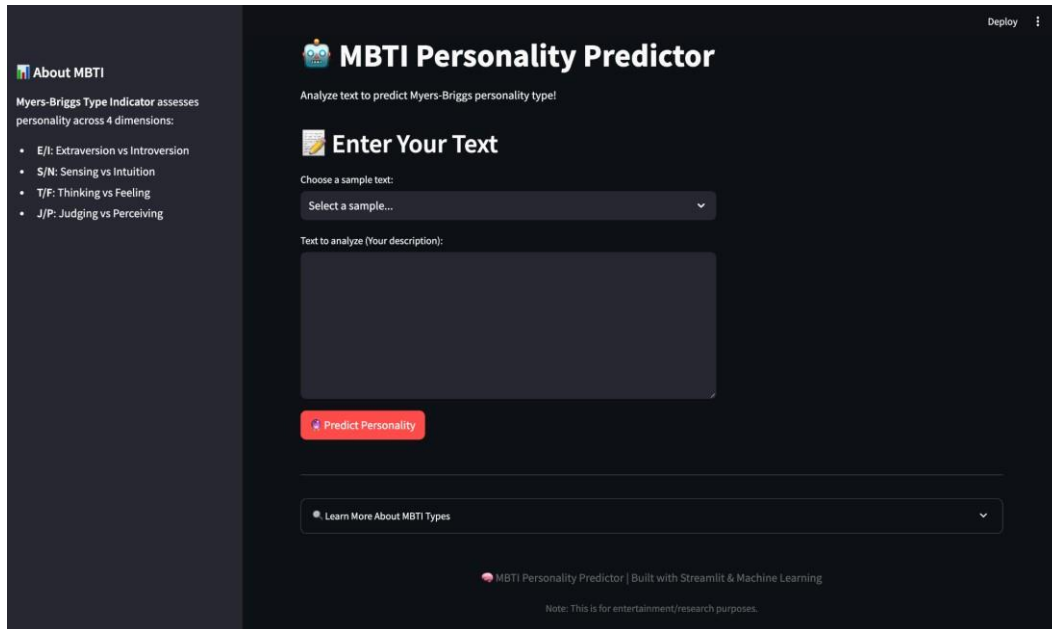 Deploy
About MBTI
Myers-Briggs Type Indicator assesses
personality across 4 dimensions:
• E/I: Extraversion vs Introversion
• S/N: Sensing vs Intuition
• T/F: Thinking vs Feeling
• J/P: Judging vs Perceiving
MBTI Personality Predictor
Analyze text to predict Myers-Briggs personality type!
Enter Your Text
Choose a sample text:
Select a sample...
Text to analyze (Your description):
Predict Personality
Learn More About MBTI Types
MBTI Personality Predictor | Built with Streamlit & Machine Learning
Note: This is for entertainment/research purposes.